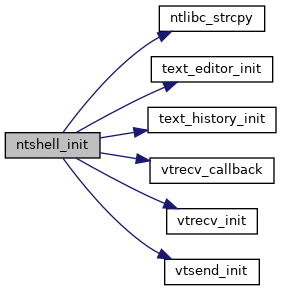 ntshell_init
ntlibc_strcpy
text_editor_init
text_history_init
vtrecv_callback
vtrecv_init
vtsend_init